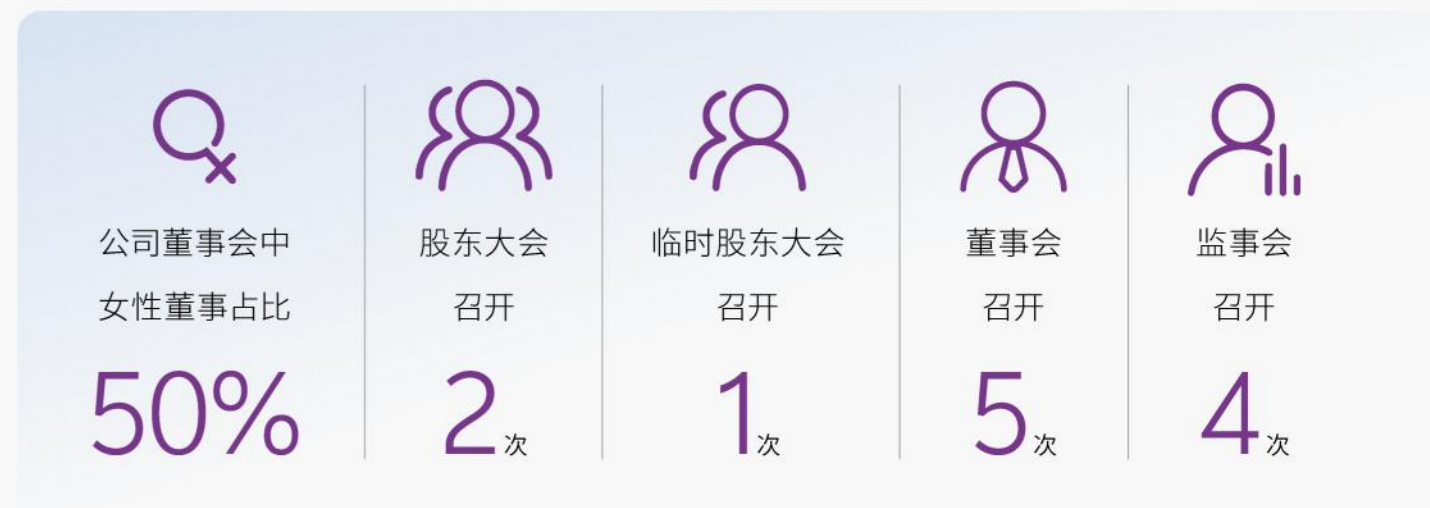 公司董事会中
女性董事占比
50%
股东大会
召开
2次
临时股东大会
召开
1次
董事会
召开
5次
监事会
召开
4次